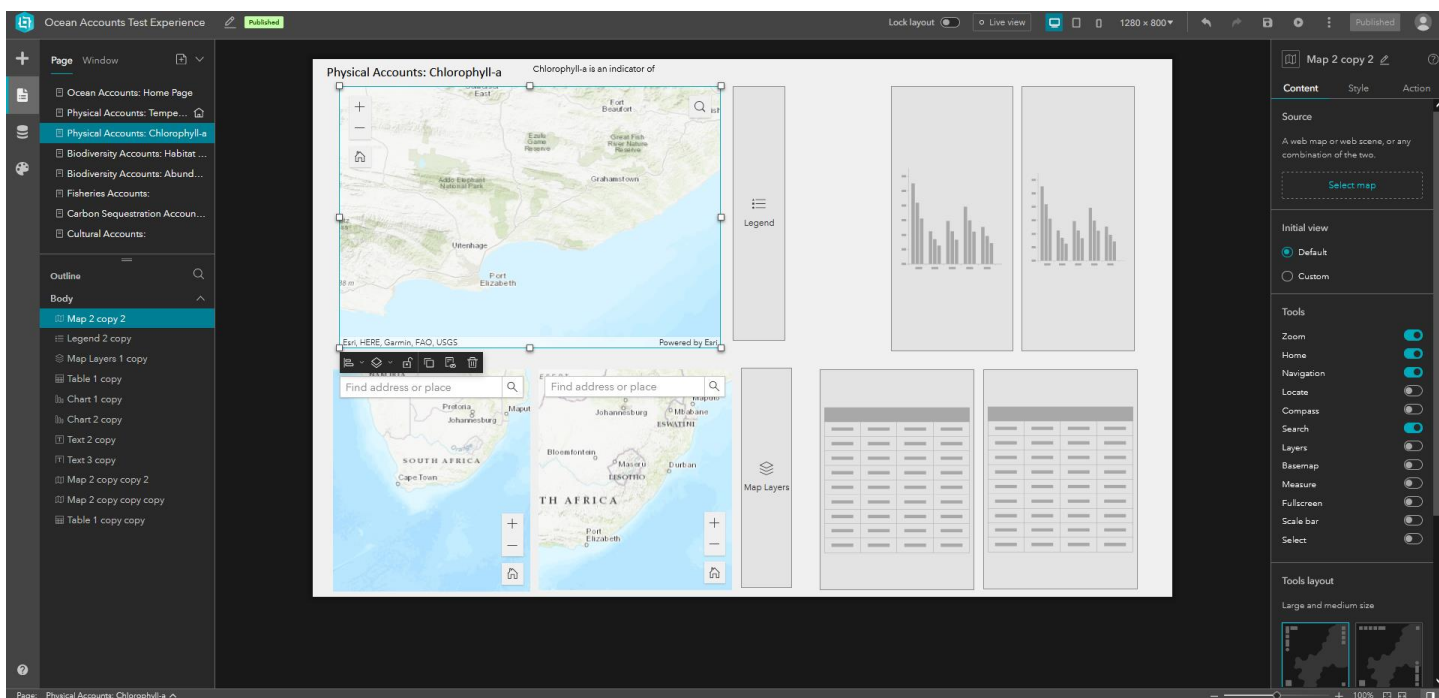 Ocean Accounts Test Experience
Published
Lock layout
Live view
1280 × 800
Published
Page
Window
Ocean Accounts: Home Page
Physical Accounts: Tempe...
Physical Accounts: Chlorophyll-a
Biodiversity Accounts: Habitat ...
Biodiversity Accounts: Abund...
Fisheries Accounts:
Carbon Sequestration Accoun...
Cultural Accounts:
Outline
Body
Map 2 copy 2
Legend 2 copy
Map Layers 1 copy
Table 1 copy
Chart 1 copy
Chart 2 copy
Text 2 copy
Text 3 copy
Map 2 copy copy 2
Map 2 copy copy copy
Table 1 copy copy
Physical Accounts: Chlorophyll-a
Chlorophyll-a is an indicator of
East
Fort
Beaufort
Great Fish
River Nature
Reserve
Game
Reserve
Addo Elephant
National Park
Grahamstown
Uitenhage
Port
Elizabeth
Esri, HERE, Garmin, FAO, USGS
Powered by Esri
Legend
Find address or place
Pretoria
Maput
Johannesburg
SOUTH AFRICA
Cape Town
Find address or place
Maputo
Johannesburg
Mbabane
ESWATINI
Bloemfontein
Maseru
Durban
LESOTHO
TH AFRICA
Port
Elizabeth
Map Layers
Map 2 copy 2
Content
Style
Action
Source
A web map or web scene, or any
combination of the two.
Select map
Initial view
Default
Custom
Tools
Zoom
Home
Navigation
Locate
Compass
Search
Layers
Basemap
Measure
Fullscreen
Scale bar
Select
Tools layout
Large and medium size
Page:
Physical Accounts: Chlorophyll-a
100%